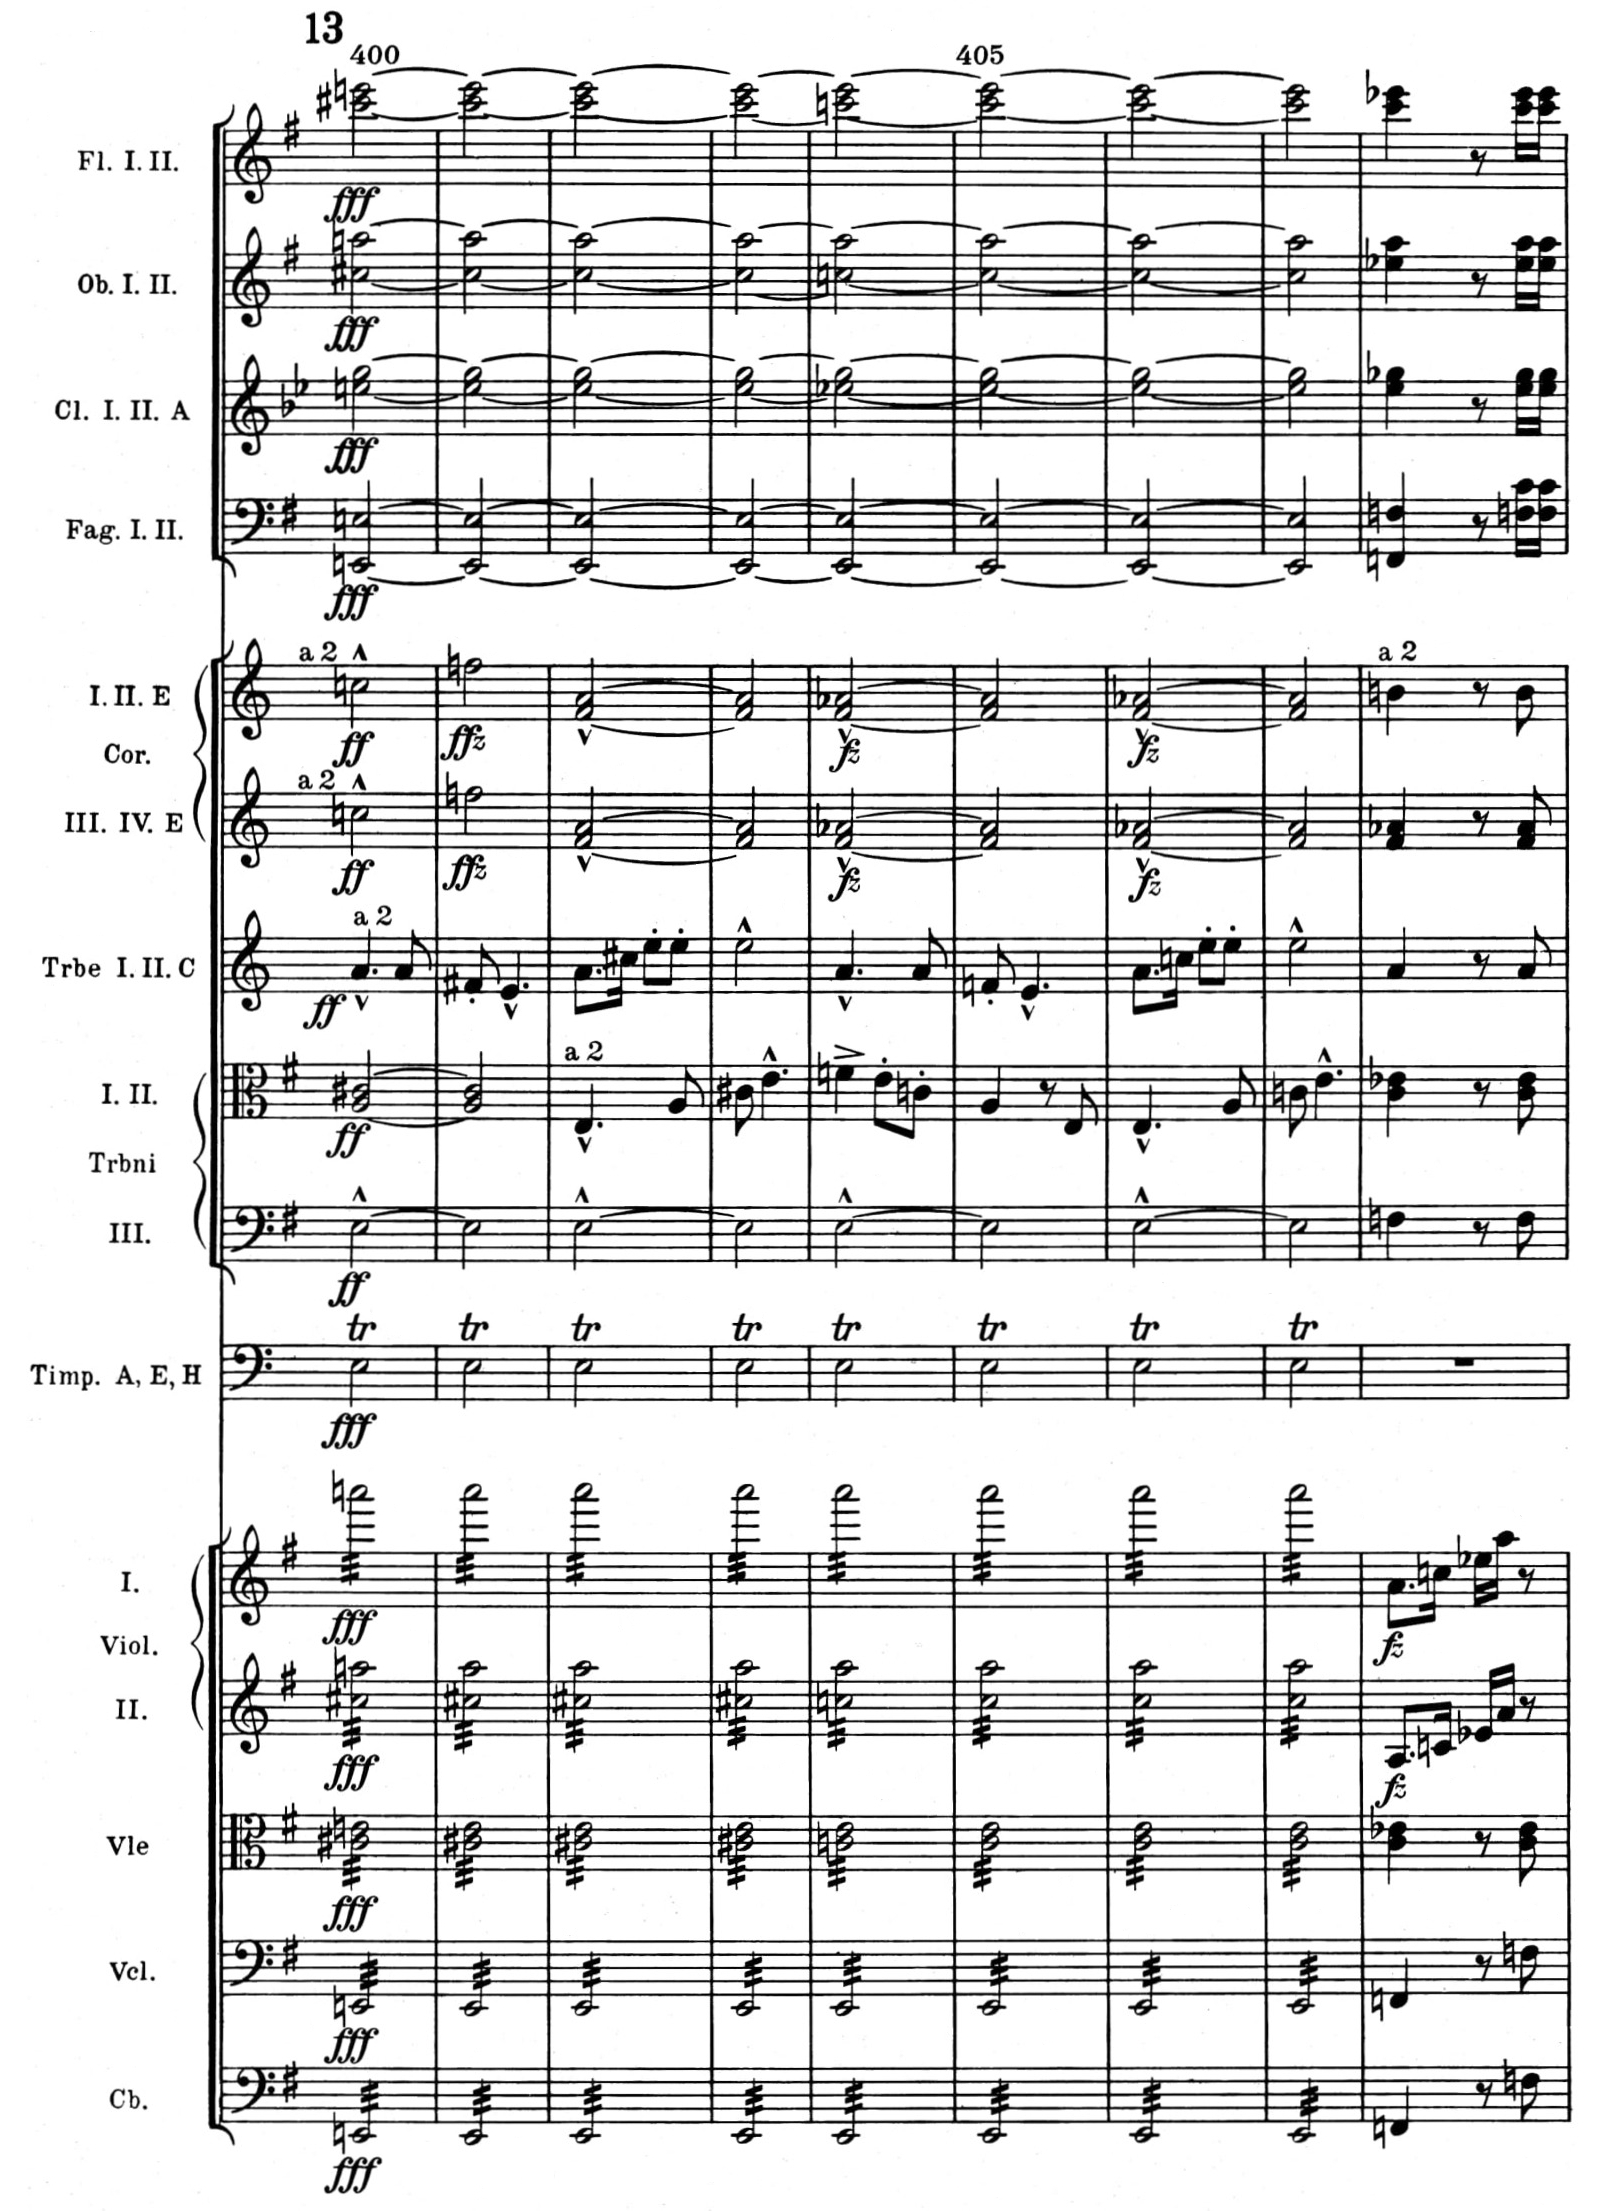 13
400 405
Fl. I. II.
fff
Ob. I. II.
fff
Cl. I. II. A
fff
Fag. I. II.
fff
a 2 a 2
I. II. E
ff ffz fz fz
Cor.
a 2
III. IV. E
ff ffz fz fz
a 2
Trbe I. II. C
ff
a 2
I. II.
ff
Trbni
III.
ff
tr tr tr tr tr tr tr tr
Timp. A, E, H
fff
I.
fff fz
Viol.
II.
fff fz
Vle
fff
Vcl.
fff
Cb.
fff